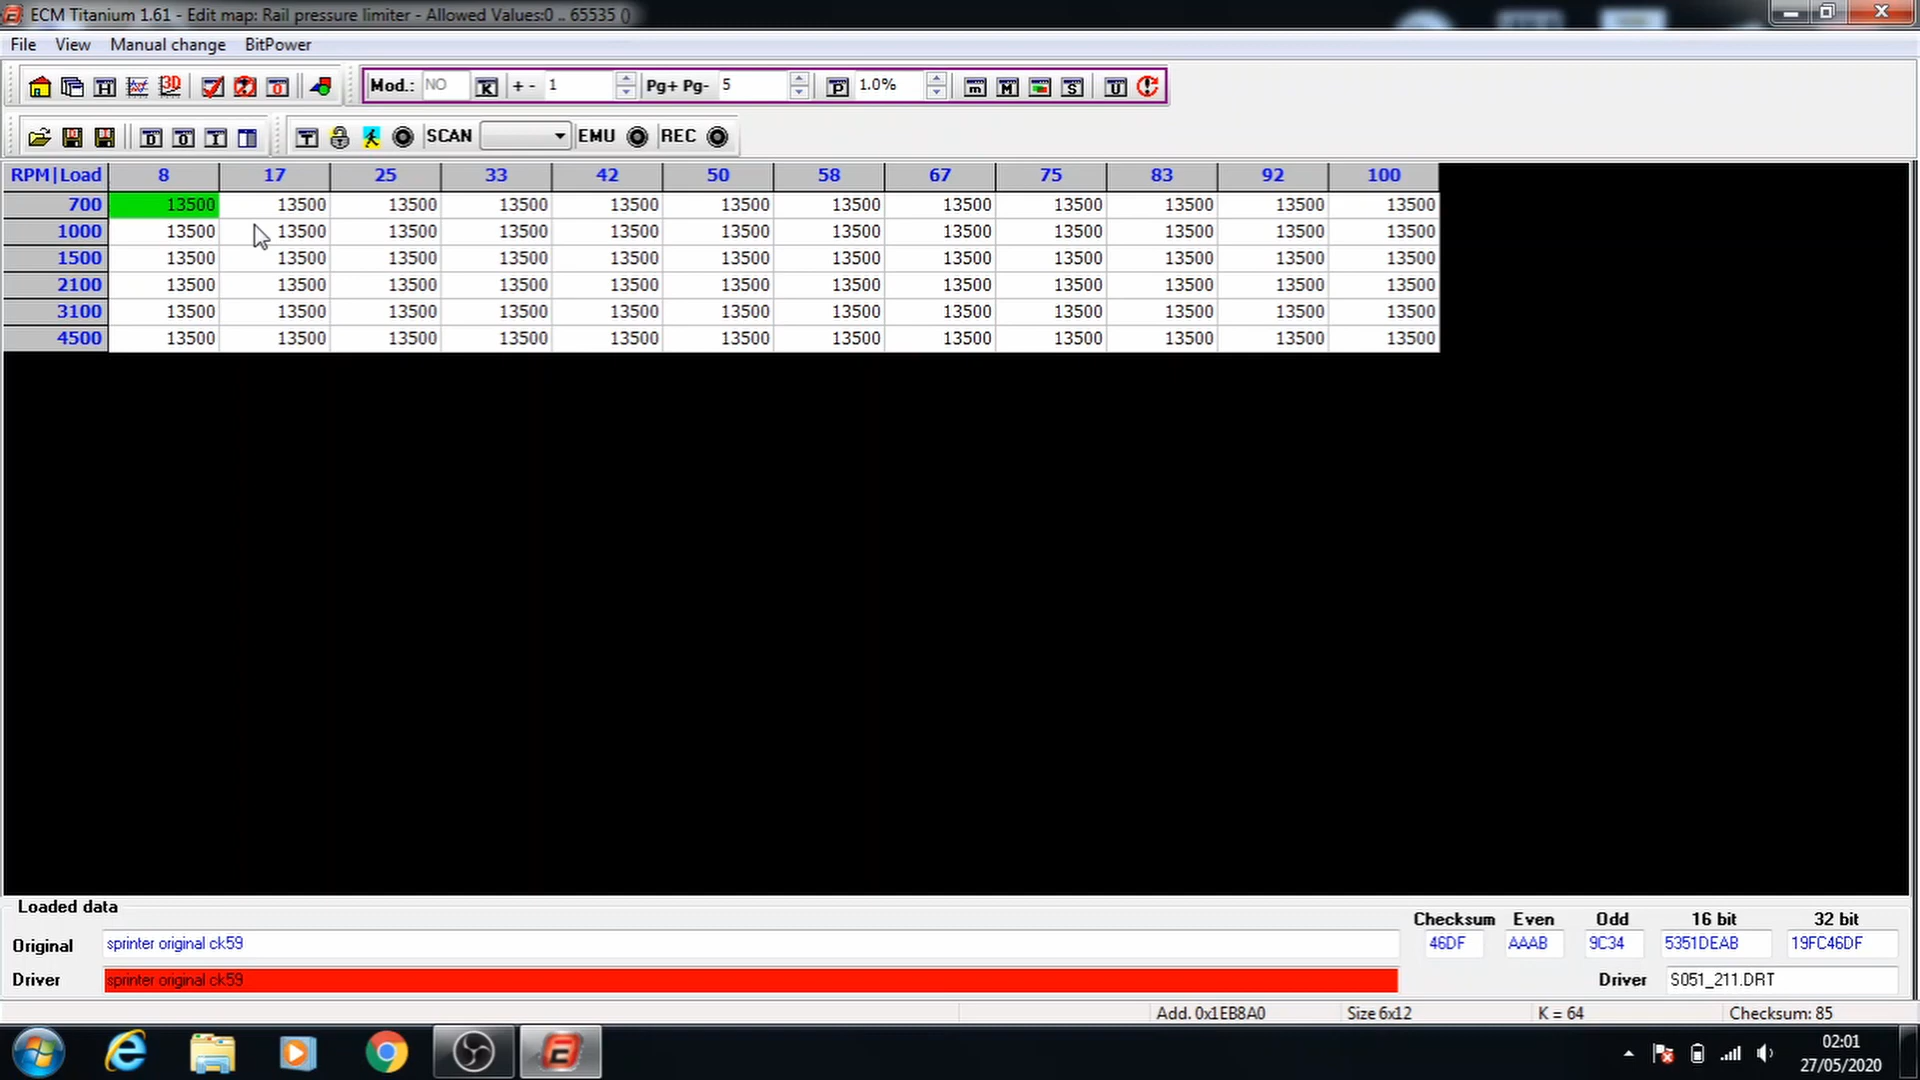 ECM Titanium 1.61 - Edit map: Rail pressure limiter - Allowed Values:0 .. 65535 ()
File View Manual change BitPower
Mod.: NO K + - 1 Pg+ Pg- 5 P 1.0% m M S U
D O I T SCAN EMU REC
RPM|Load 8 17 25 33 42 50 58 67 75 83 92 100
700 13500 13500 13500 13500 13500 13500 13500 13500 13500 13500 13500 13500
1000 13500 13500 13500 13500 13500 13500 13500 13500 13500 13500 13500 13500
1500 13500 13500 13500 13500 13500 13500 13500 13500 13500 13500 13500 13500
2100 13500 13500 13500 13500 13500 13500 13500 13500 13500 13500 13500 13500
3100 13500 13500 13500 13500 13500 13500 13500 13500 13500 13500 13500 13500
4500 13500 13500 13500 13500 13500 13500 13500 13500 13500 13500 13500 13500
Loaded data
Checksum Even Odd 16 bit 32 bit
Original sprinter original ck59 46DF AAAB 9C34 5351DEAB 19FC46DF
Driver sprinter original ck59 Driver S051_211.DRT
Add. 0x1EB8A0 Size 6x12 K = 64 Checksum: 85
02:01
27/05/2020